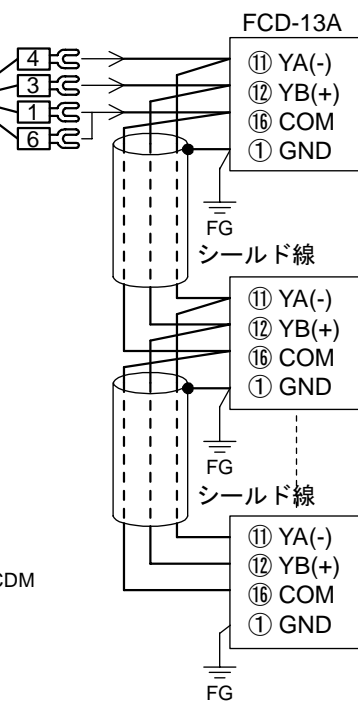 FCD-13A
4
3
1
6
⑪ YA(-)
⑫ YB(+)
⑯ COM
① GND
FG
シールド線
⑪ YA(-)
⑫ YB(+)
⑯ COM
① GND
FG
シールド線
⑪ YA(-)
⑫ YB(+)
⑯ COM
① GND
CDM
FG